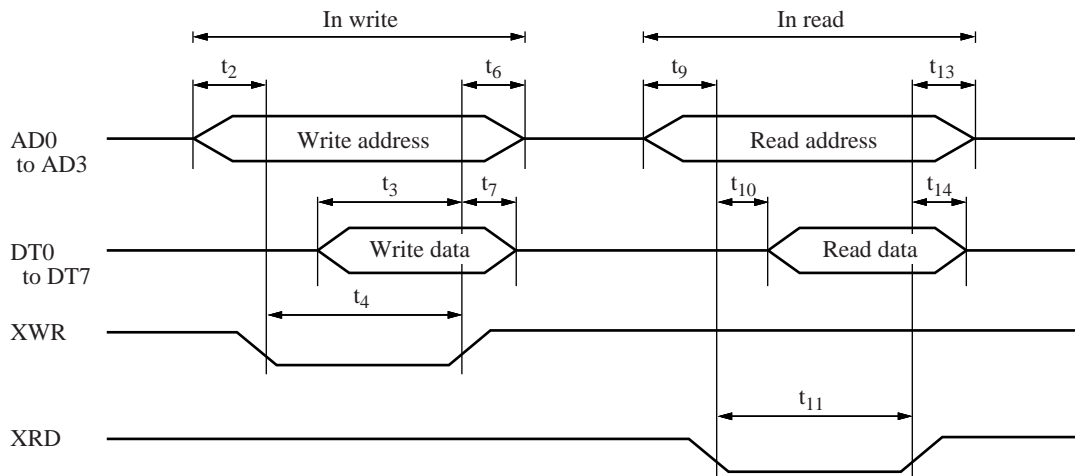 In write In read
t2 t6 t9 t13
AD0
to AD3
Write address Read address
t3 t7 t10 t14
DT0
to DT7
Write data Read data
t4
XWR
t11
XRD